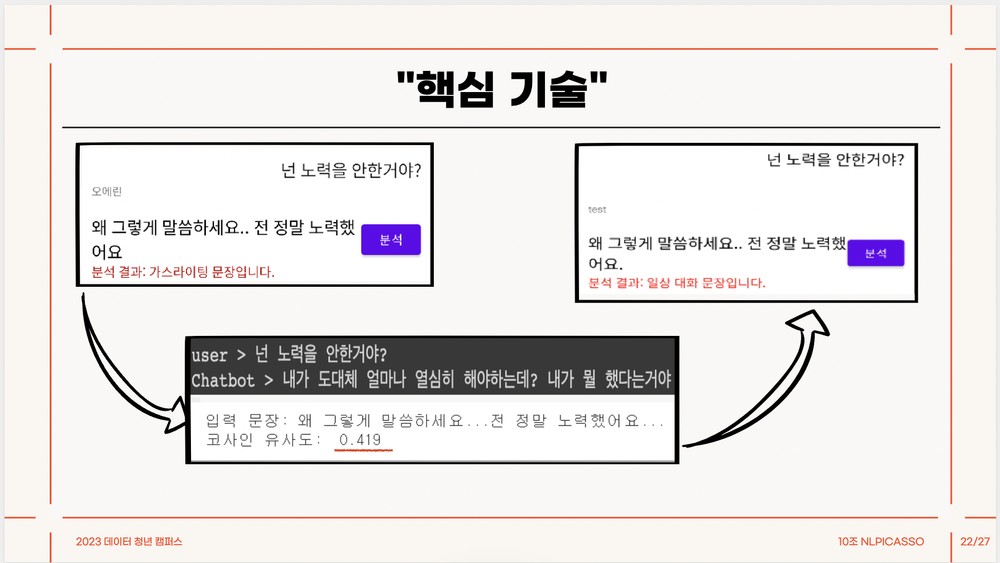 "핵심 기술"
넌 노력을 안한거야?
오에린
왜 그렇게 말씀하세요.. 전 정말 노력했
어요
분석
분석 결과: 가스라이팅 문장입니다.
넌 노력을 안한거야?
test
왜 그렇게 말씀하세요.. 전 정말 노력했
어요.
분석
분석 결과: 일상 대화 문장입니다.
user > 넌 노력을 안한거야?
Chatbot > 내가 도대체 얼마나 열심히 해야하는데? 내가 뭘 했다는거야
입력 문장: 왜 그렇게 말씀하세요...전 정말 노력했어요...
코사인 유사도: 0.419
2023 데이터 청년 캠퍼스
10조 NLPICASSO
22/27